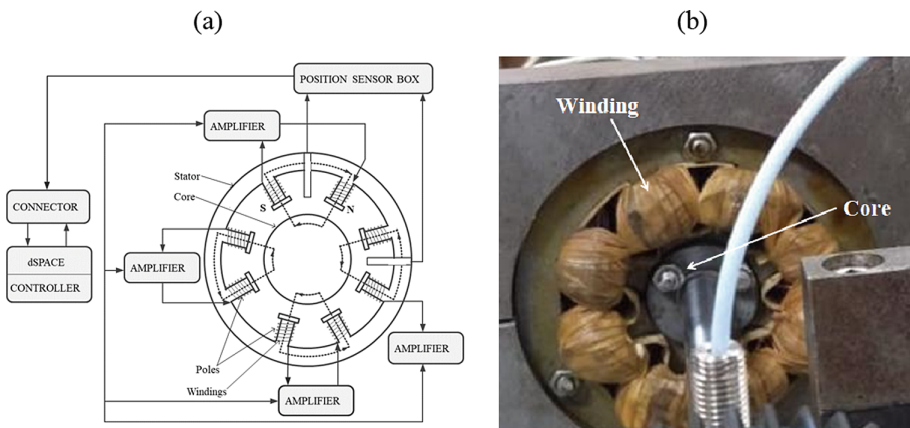 (a)
(b)
POSITION SENSOR BOX
AMPLIFIER
Stator
Core
S
N
CONNECTOR
dSPACE
CONTROLLER
AMPLIFIER
AMPLIFIER
Poles
Windings
AMPLIFIER
Winding
Core